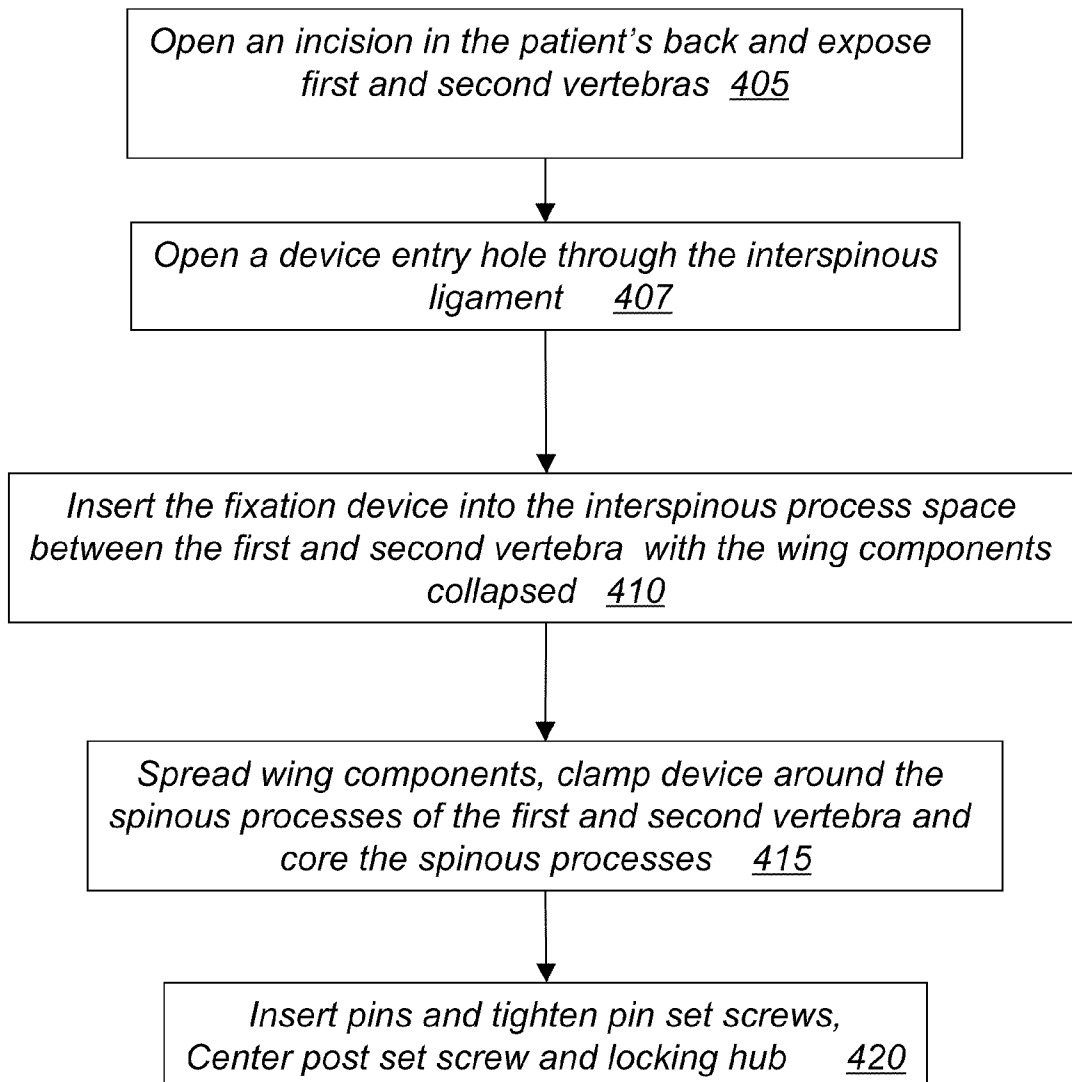 Open an incision in the patient’s back and expose
first and second vertebras 405
Open a device entry hole through the interspinous
ligament 407
Insert the fixation device into the interspinous process space
between the first and second vertebra with the wing components
collapsed 410
Spread wing components, clamp device around the
spinous processes of the first and second vertebra and
core the spinous processes 415
Insert pins and tighten pin set screws,
Center post set screw and locking hub 420